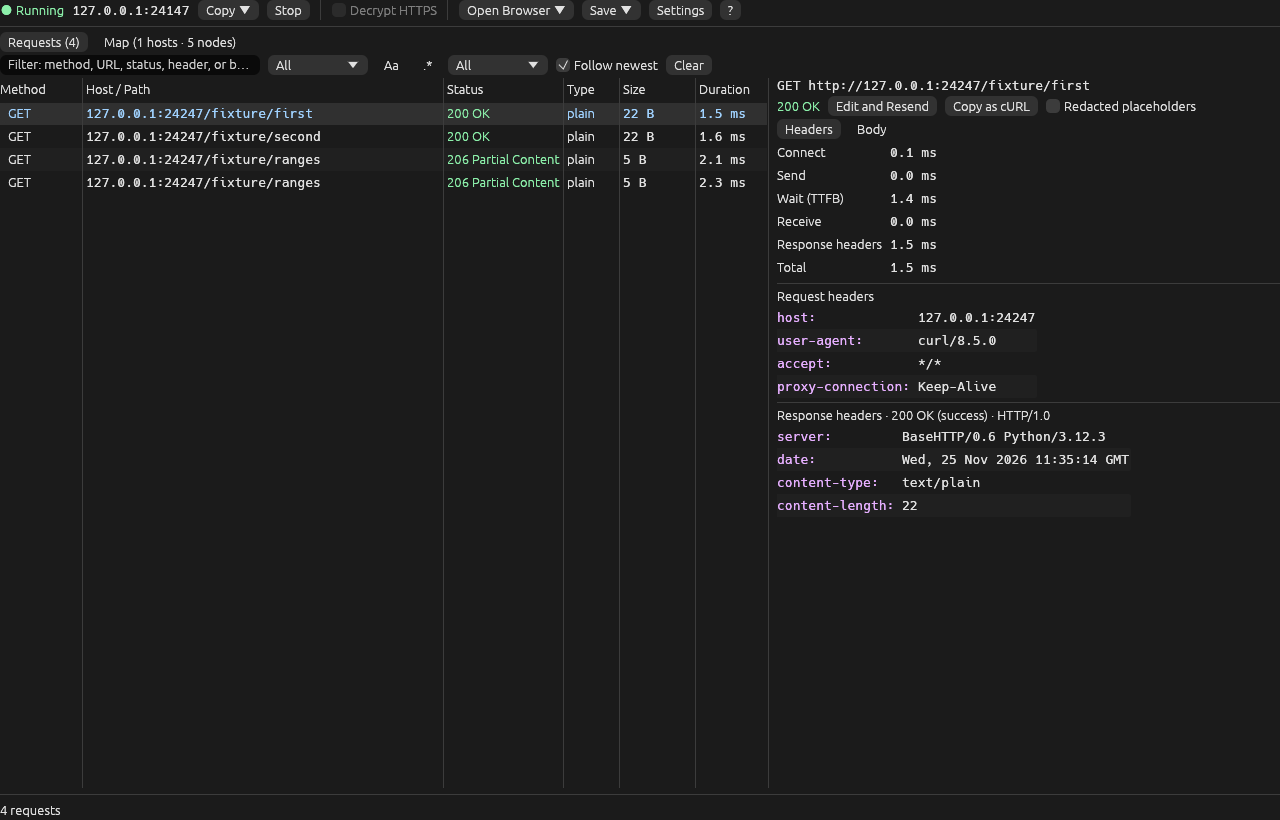 Running 127.0.0.1:24147 Copy ▼ Stop Decrypt HTTPS Open Browser ▼ Save ▼ Settings ?
Requests (4) Map (1 hosts · 5 nodes)
Filter: method, URL, status, header, or b… All ▼ Aa .* All ▼ Follow newest Clear
Method Host / Path Status Type Size Duration
GET 127.0.0.1:24247/fixture/first 200 OK plain 22 B 1.5 ms
GET 127.0.0.1:24247/fixture/second 200 OK plain 22 B 1.6 ms
GET 127.0.0.1:24247/fixture/ranges 206 Partial Content plain 5 B 2.1 ms
GET 127.0.0.1:24247/fixture/ranges 206 Partial Content plain 5 B 2.3 ms
GET http://127.0.0.1:24247/fixture/first
200 OK Edit and Resend Copy as cURL Redacted placeholders
Headers Body
Connect 0.1 ms
Send 0.0 ms
Wait (TTFB) 1.4 ms
Receive 0.0 ms
Response headers 1.5 ms
Total 1.5 ms
Request headers
host: 127.0.0.1:24247
user-agent: curl/8.5.0
accept: */*
proxy-connection: Keep-Alive
Response headers · 200 OK (success) · HTTP/1.0
server: BaseHTTP/0.6 Python/3.12.3
date: Wed, 25 Nov 2026 11:35:14 GMT
content-type: text/plain
content-length: 22
4 requests